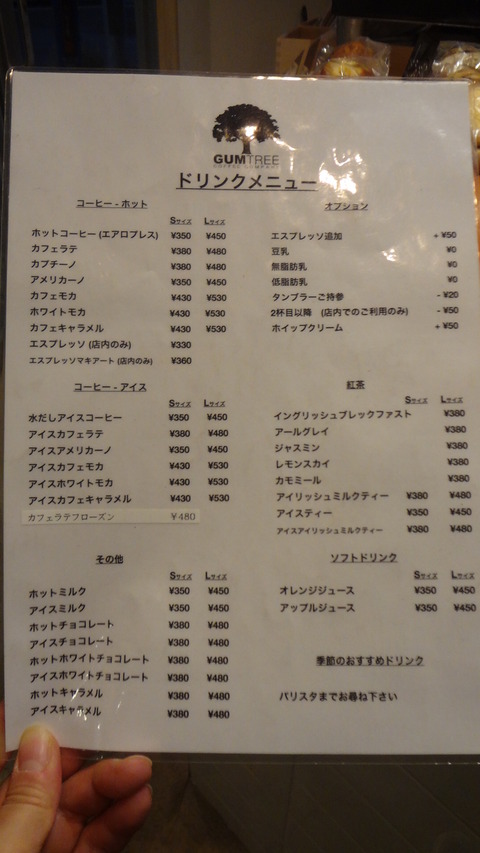 GUMTREE
COFFEE COMPANY
ドリンクメニュー
コーヒー - ホット
Sサイズ Lサイズ
ホットコーヒー (エアロプレス) ¥350 ¥450
カフェラテ ¥380 ¥480
カプチーノ ¥380 ¥480
アメリカーノ ¥350 ¥450
カフェモカ ¥430 ¥530
ホワイトモカ ¥430 ¥530
カフェキャラメル ¥430 ¥530
エスプレッソ (店内のみ) ¥330
エスプレッソマキアート (店内のみ) ¥360
コーヒー - アイス
Sサイズ Lサイズ
水だしアイスコーヒー ¥350 ¥450
アイスカフェラテ ¥380 ¥480
アイスアメリカーノ ¥350 ¥450
アイスカフェモカ ¥430 ¥530
アイスホワイトモカ ¥430 ¥530
アイスカフェキャラメル ¥430 ¥530
カフェラテフローズン ¥480
その他
Sサイズ Lサイズ
ホットミルク ¥350 ¥450
アイスミルク ¥350 ¥450
ホットチョコレート ¥380 ¥480
アイスチョコレート ¥380 ¥480
ホットホワイトチョコレート ¥380 ¥480
アイスホワイトチョコレート ¥380 ¥480
ホットキャラメル ¥380 ¥480
アイスキャラメル ¥380 ¥480
オプション
エスプレッソ追加 + ¥50
豆乳 ¥0
無脂肪乳 ¥0
低脂肪乳 ¥0
タンブラーご持参 - ¥20
2杯目以降 (店内でのご利用のみ) - ¥50
ホイップクリーム + ¥50
紅茶
Sサイズ Lサイズ
イングリッシュブレックファスト ¥380
アールグレイ ¥380
ジャスミン ¥380
レモンスカイ ¥380
カモミール ¥380
アイリッシュミルクティー ¥380 ¥480
アイスティー ¥350 ¥450
アイスアイリッシュミルクティー ¥380 ¥480
ソフトドリンク
Sサイズ Lサイズ
オレンジジュース ¥350 ¥450
アップルジュース ¥350 ¥450
季節のおすすめドリンク
バリスタまでお尋ね下さい